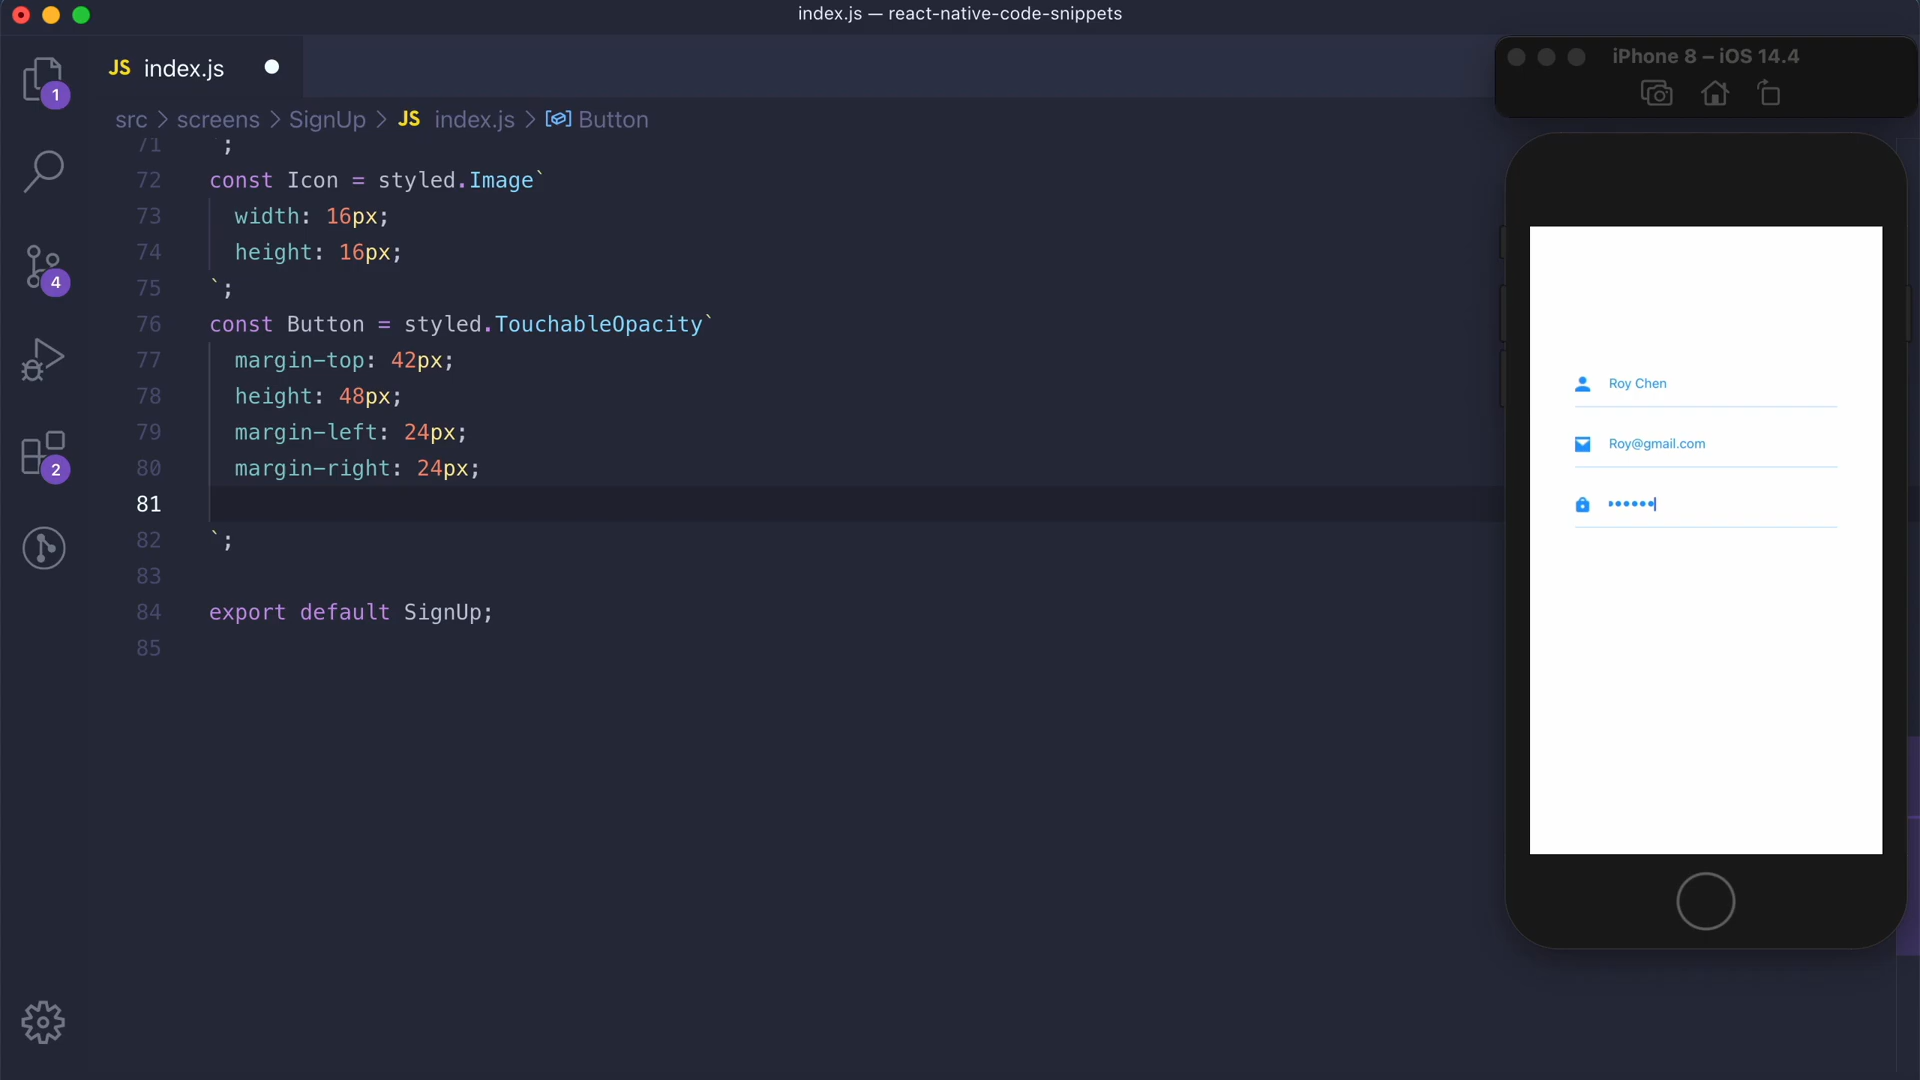 index.js — react-native-code-snippets
JS index.js
iPhone 8 – iOS 14.4
src > screens > SignUp > JS index.js > Button
1
4
2
71 `;
72 const Icon = styled.Image`
73 width: 16px;
74 height: 16px;
75 `;
76 const Button = styled.TouchableOpacity`
77 margin-top: 42px;
78 height: 48px;
79 margin-left: 24px;
80 margin-right: 24px;
81
82 `;
83
84 export default SignUp;
85
Roy Chen
Roy@gmail.com
••••••